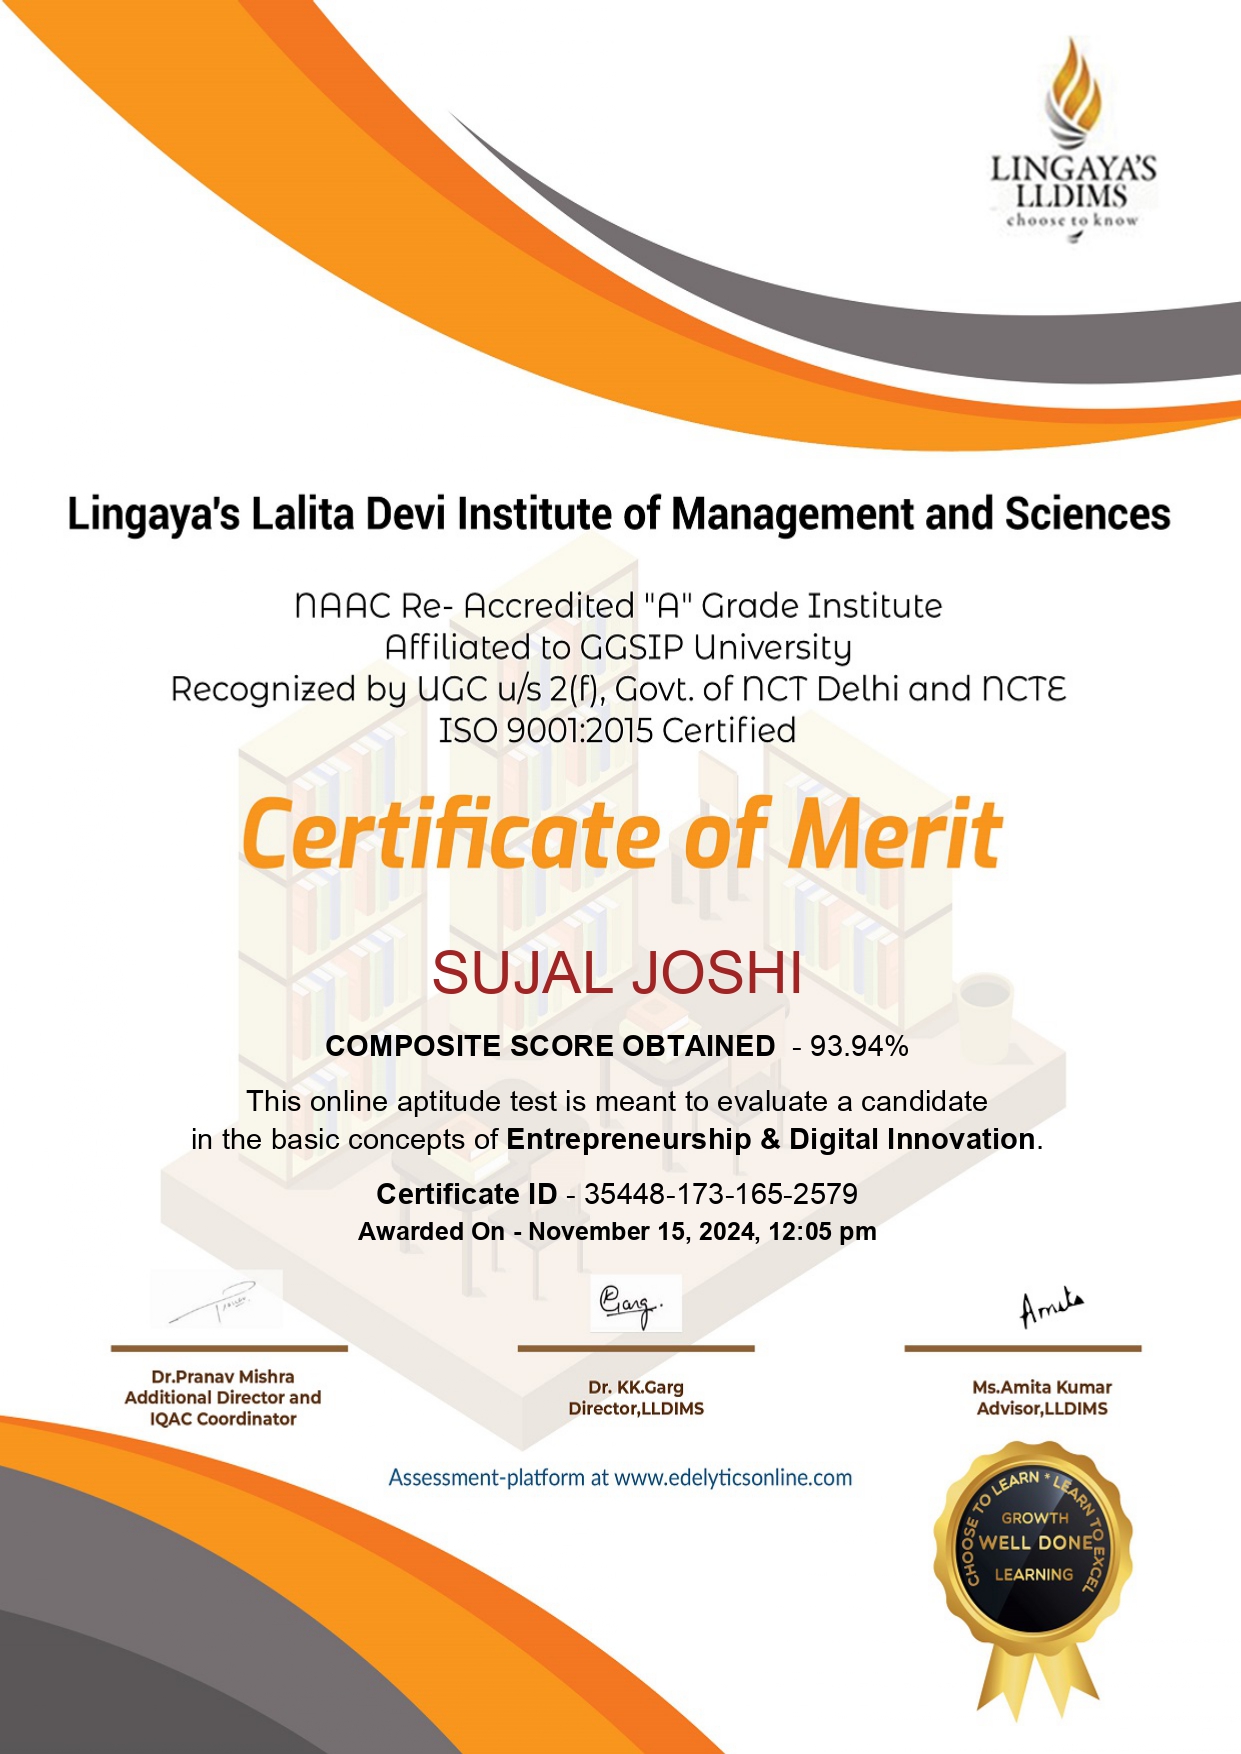 LINGAYA'S
LLDIMS
choose to know
Lingaya's Lalita Devi Institute of Management and Sciences
NAAC Re- Accredited "A" Grade Institute
Affiliated to GGSIP University
Recognized by UGC u/s 2(f), Govt. of NCT Delhi and NCTE
ISO 9001:2015 Certified
Certificate of Merit
SUJAL JOSHI
COMPOSITE SCORE OBTAINED - 93.94%
This online aptitude test is meant to evaluate a candidate
in the basic concepts of Entrepreneurship & Digital Innovation.
Certificate ID - 35448-173-165-2579
Awarded On - November 15, 2024, 12:05 pm
Garg.
Amita
Dr.Pranav Mishra
Additional Director and
IQAC Coordinator
Dr. KK.Garg
Director,LLDIMS
Ms.Amita Kumar
Advisor,LLDIMS
Assessment-platform at www.edelyticsonline.com
CHOOSE TO LEARN * LEARN TO EXCEL
GROWTH
WELL DONE
LEARNING